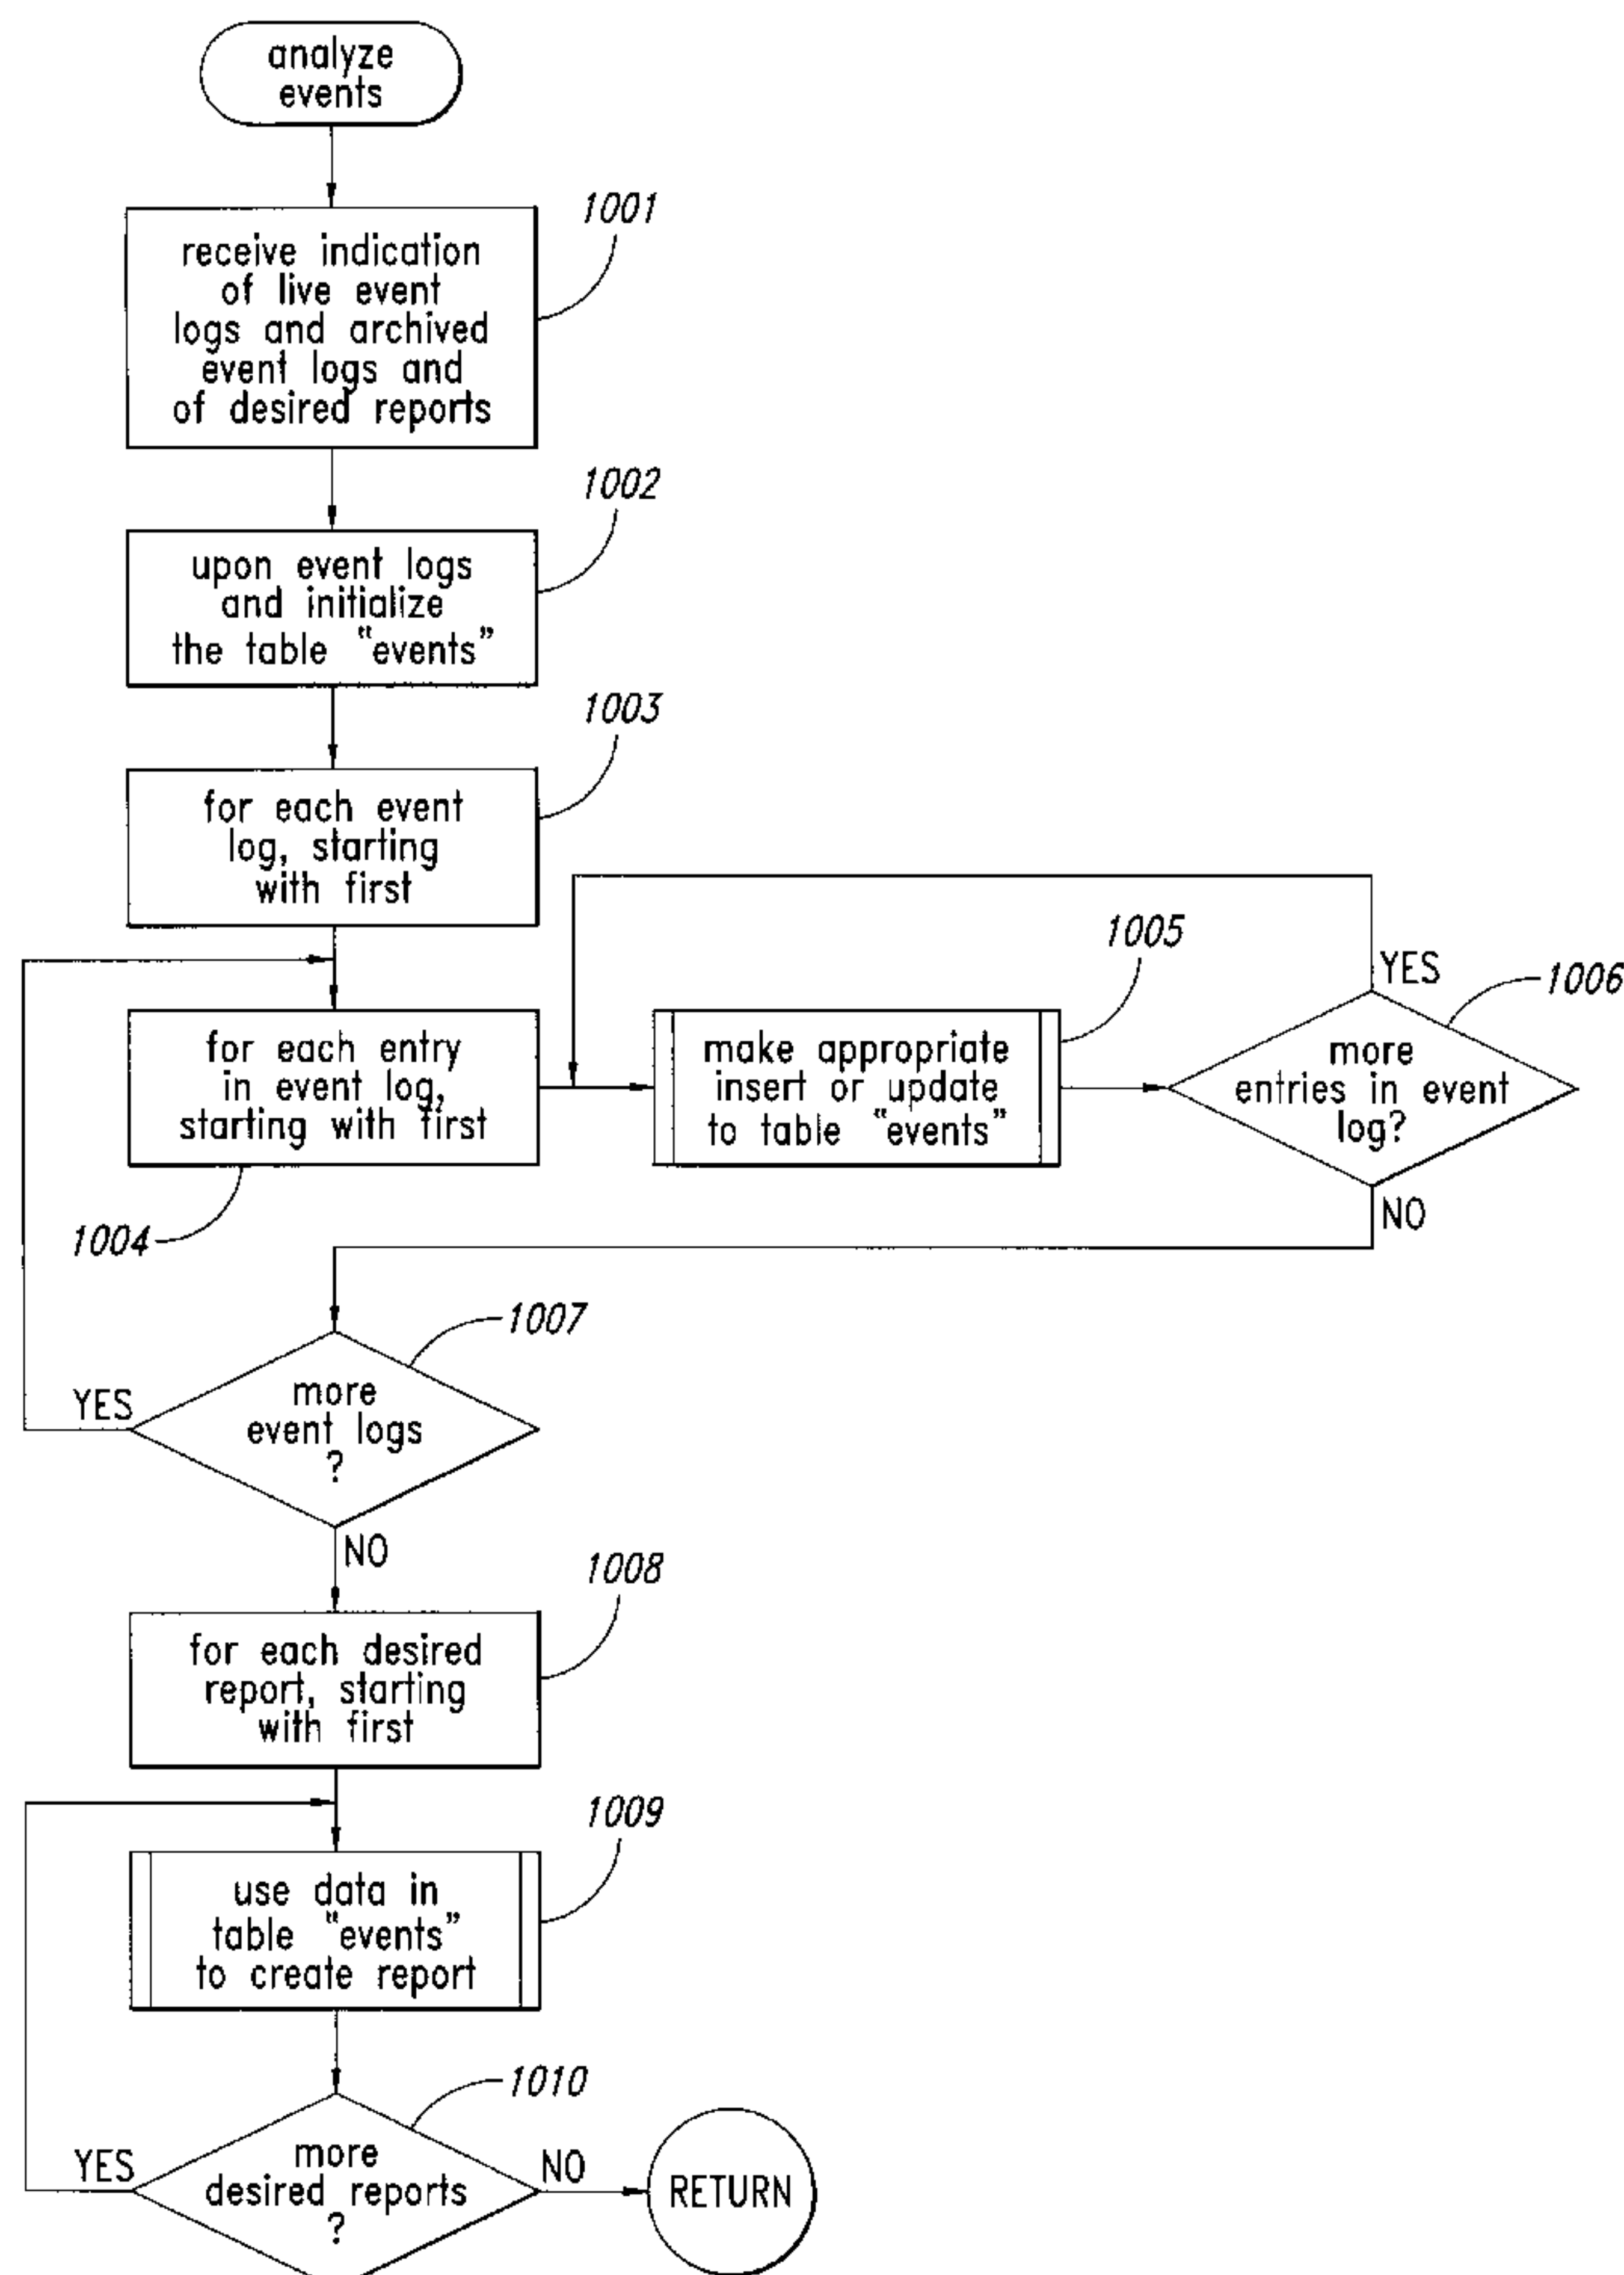 analyze
events
1001
receive indication
of live event
logs and archived
event logs and
of desired reports
1002
upon event logs
and initialize
the table "events"
1003
for each event
log, starting
with first
1004
for each entry
in event log,
starting with first
1005
make appropriate
insert or update
to table "events"
1006
YES
more
entries in event
log?
NO
1007
YES
more
event logs
?
NO
1008
for each desired
report, starting
with first
1009
use data in
table "events"
to create report
1010
YES
more
desired reports
?
NO
RETURN